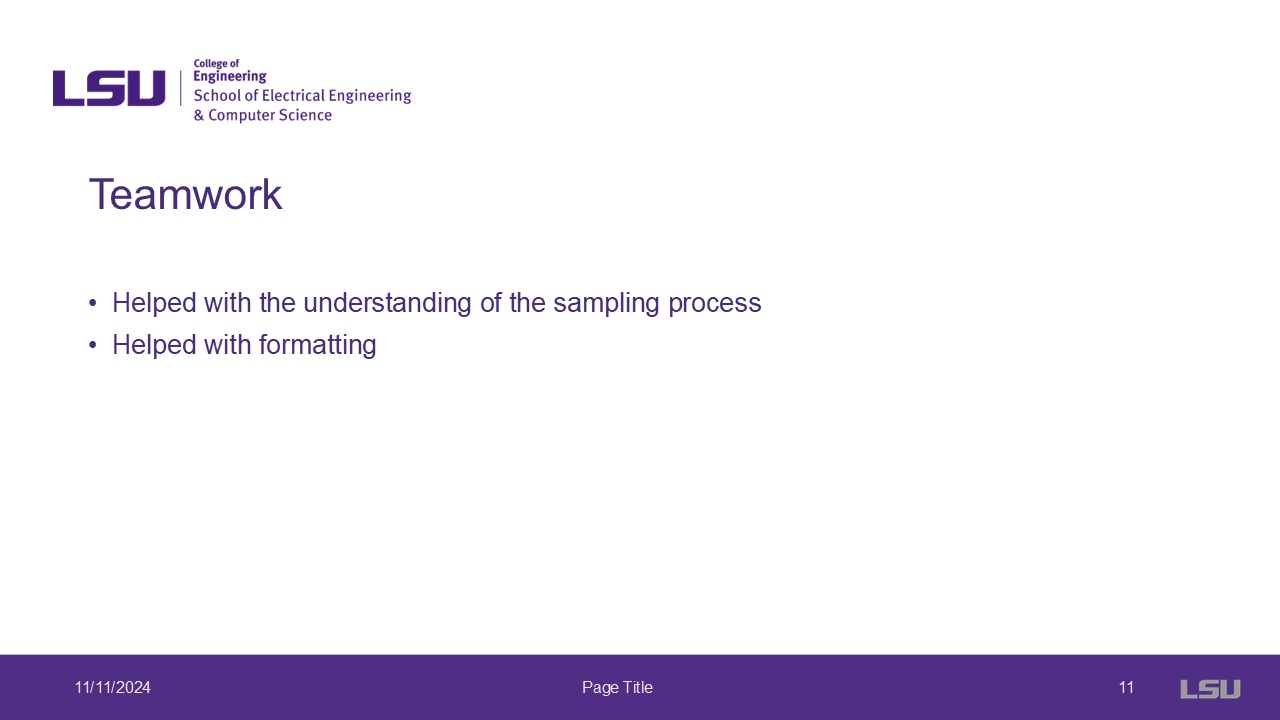 LSU
College of
Engineering
School of Electrical Engineering
& Computer Science
Teamwork
• Helped with the understanding of the sampling process
• Helped with formatting
11/11/2024
Page Title
11
LSU